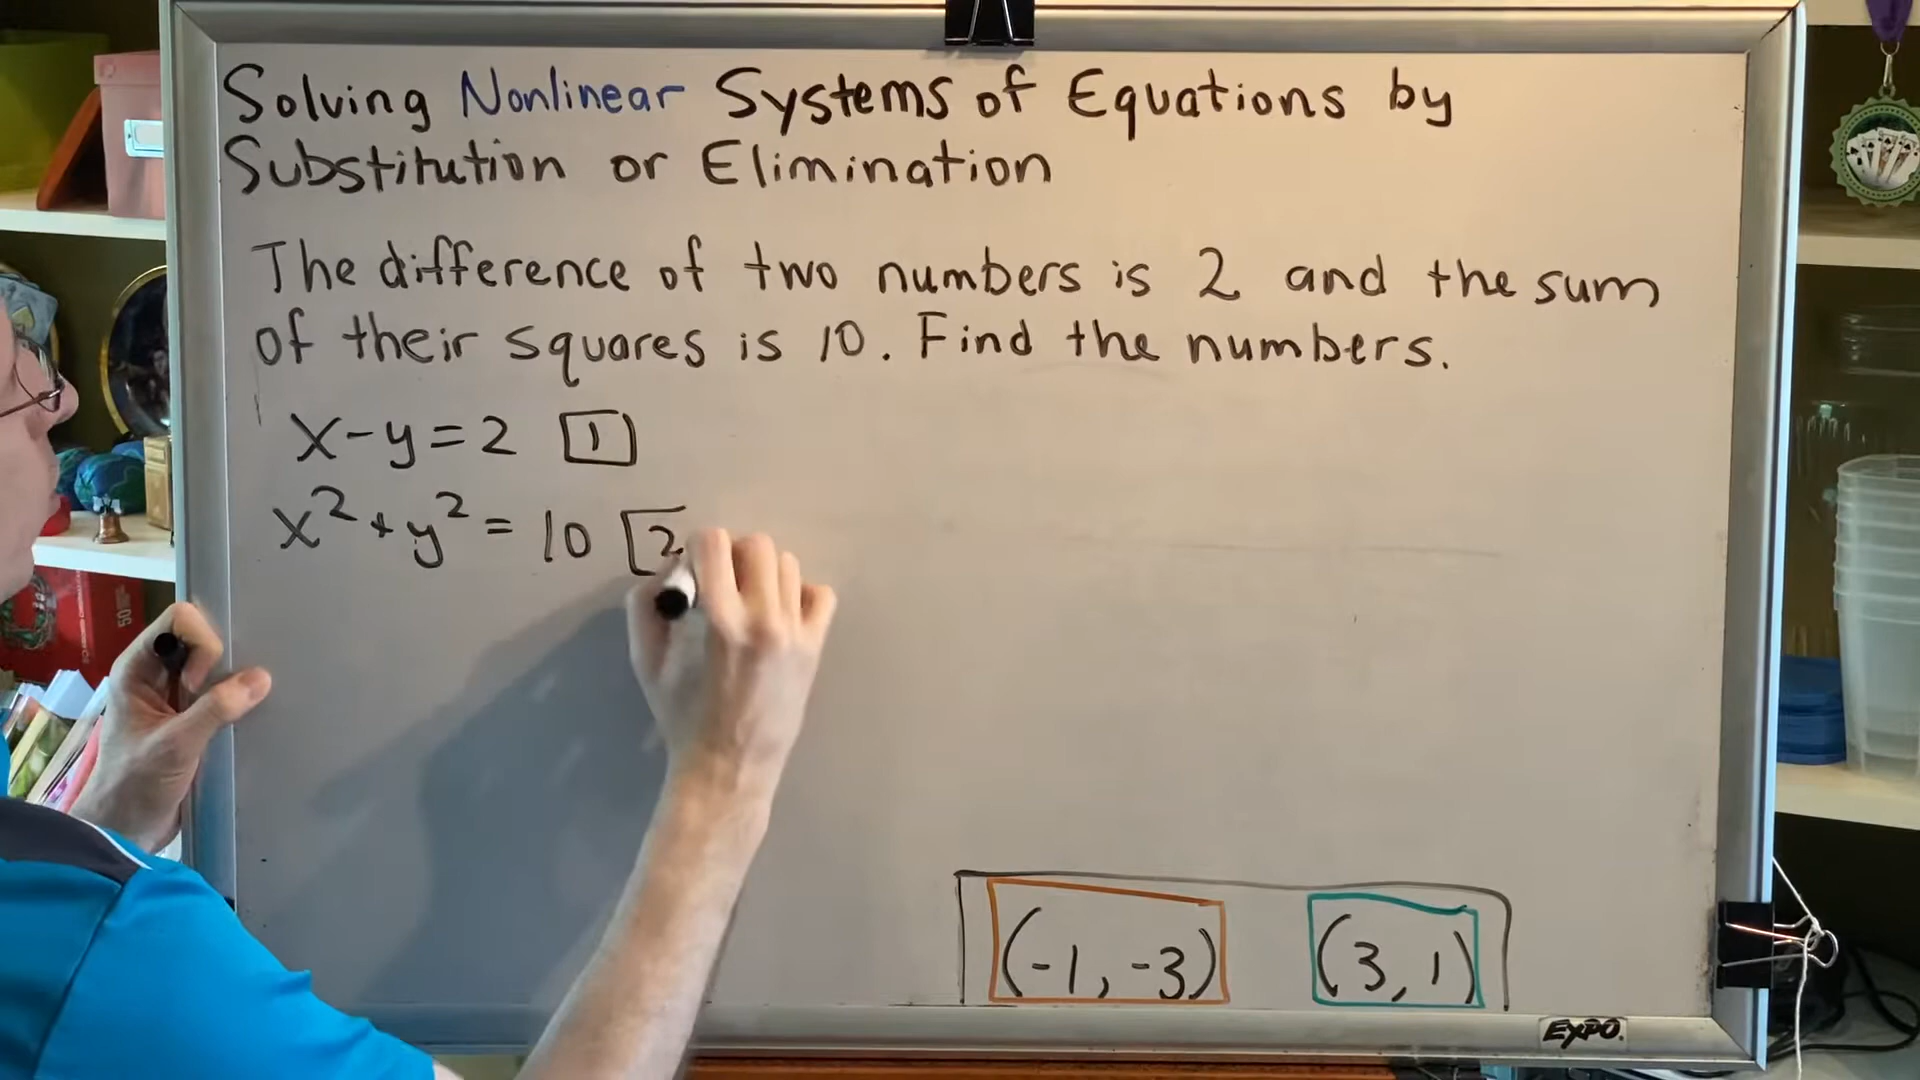 Solving Nonlinear Systems of Equations by
Substitution or Elimination
The difference of two numbers is 2 and the sum
of their squares is 10. Find the numbers.
x-y=2 1
x²+y²= 10 2
(-1,-3) (3,1)
EXPO.
50